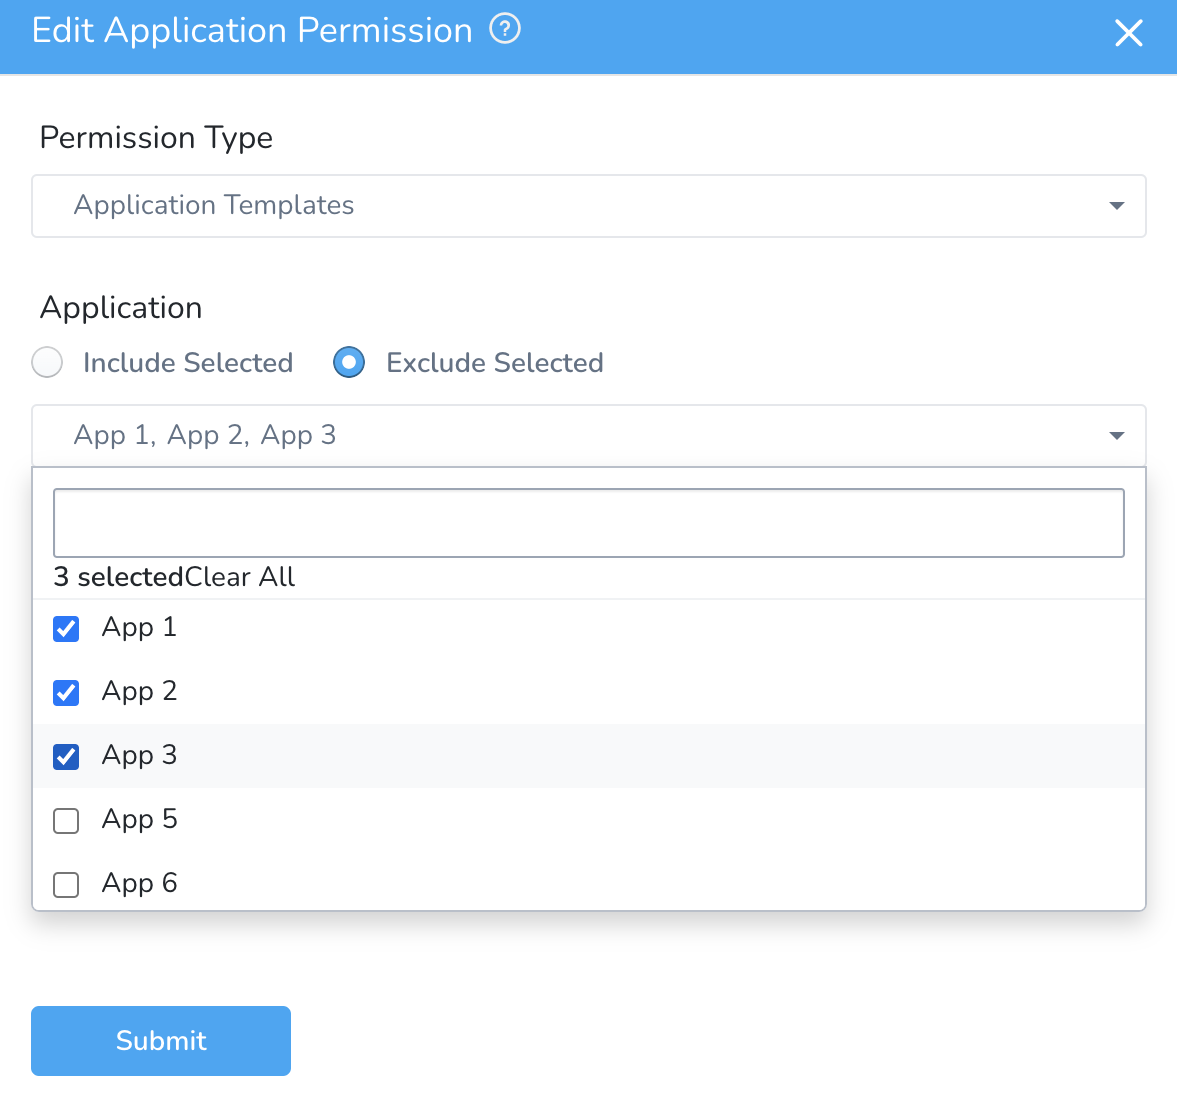 Edit Application Permission ?
Permission Type
Application Templates
Application
Include Selected Exclude Selected
App 1, App 2, App 3
3 selectedClear All
App 1
App 2
App 3
App 5
App 6
Submit